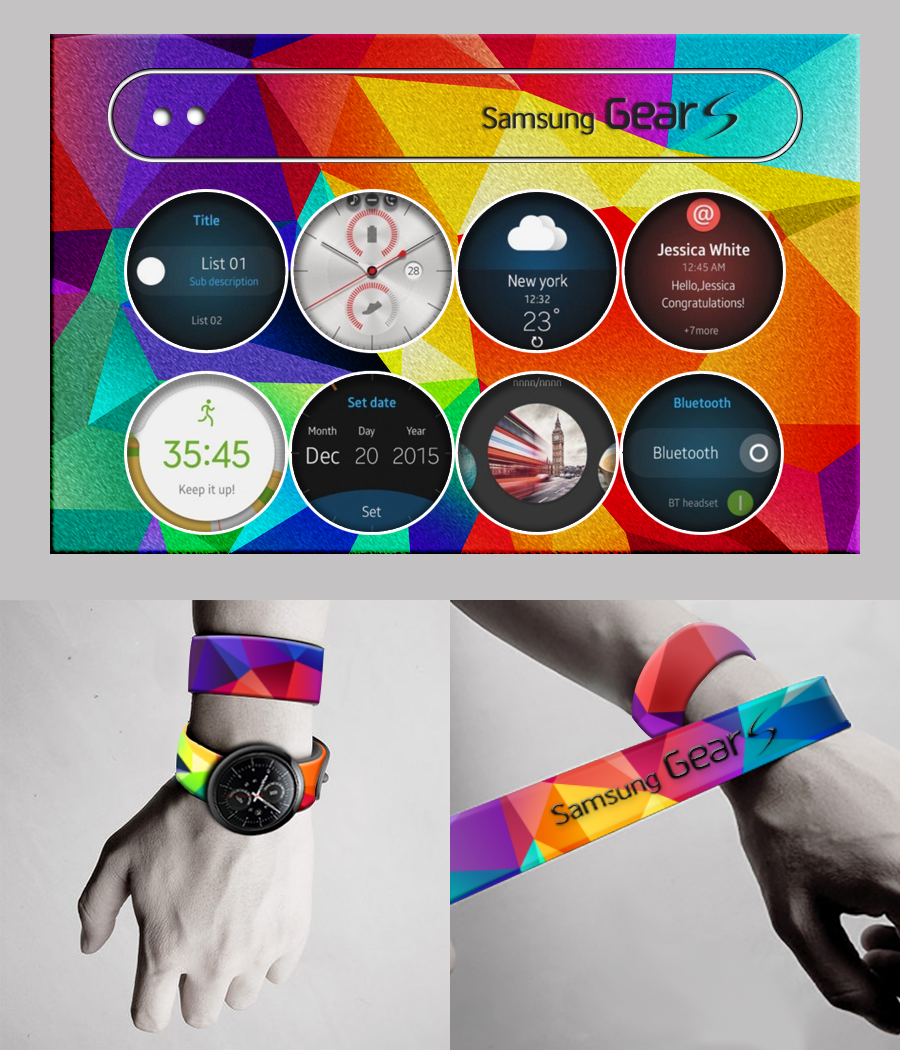 Samsung Gear S
Title
List 01
Sub description
List 02
28
New york
12:32
23°
@
Jessica White
12:45 AM
Hello,Jessica
Congratulations!
+7more
35:45
Keep it up!
Set date
Month Day Year
Dec 20 2015
Set
nnnn/nnnn
Bluetooth
Bluetooth
BT headset
Samsung Gear S